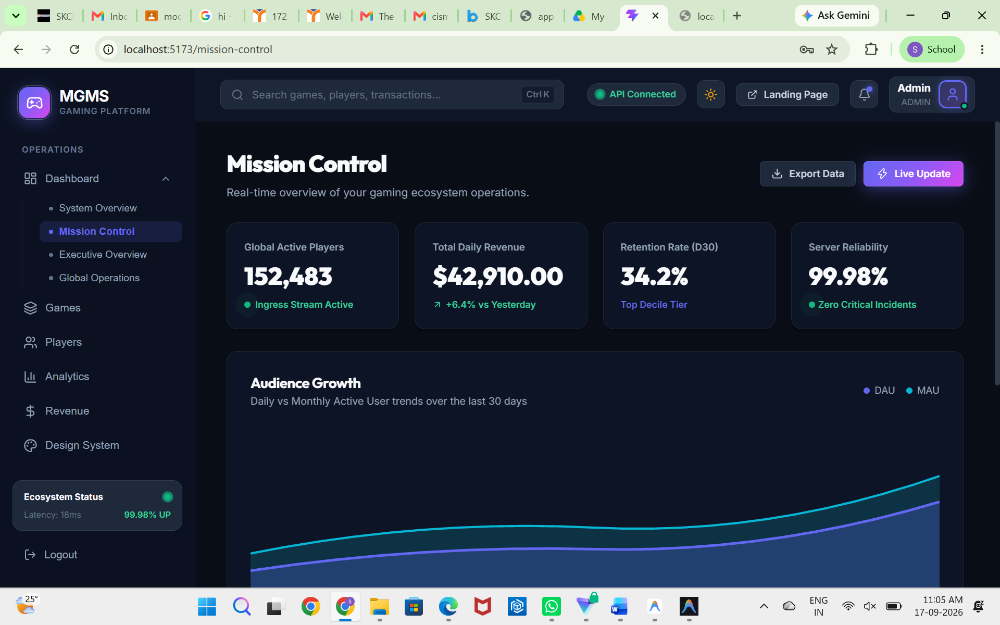 SKC
Inbo
moc
hi -
172.
Wel
The
cism
SKC
app
My
loca
Ask Gemini
localhost:5173/mission-control
S
School
MGMS
GAMING PLATFORM
Search games, players, transactions...
Ctrl K
API Connected
Landing Page
Admin
ADMIN
OPERATIONS
Dashboard
System Overview
Mission Control
Executive Overview
Global Operations
Games
Players
Analytics
Revenue
Design System
Ecosystem Status
Latency: 18ms
99.98% UP
Logout
Mission Control
Real-time overview of your gaming ecosystem operations.
Export Data
Live Update
Global Active Players
152,483
Ingress Stream Active
Total Daily Revenue
$42,910.00
+6.4% vs Yesterday
Retention Rate (D30)
34.2%
Top Decile Tier
Server Reliability
99.98%
Zero Critical Incidents
Audience Growth
Daily vs Monthly Active User trends over the last 30 days
DAU
MAU
25°
ENG
IN
11:05 AM
17-09-2026